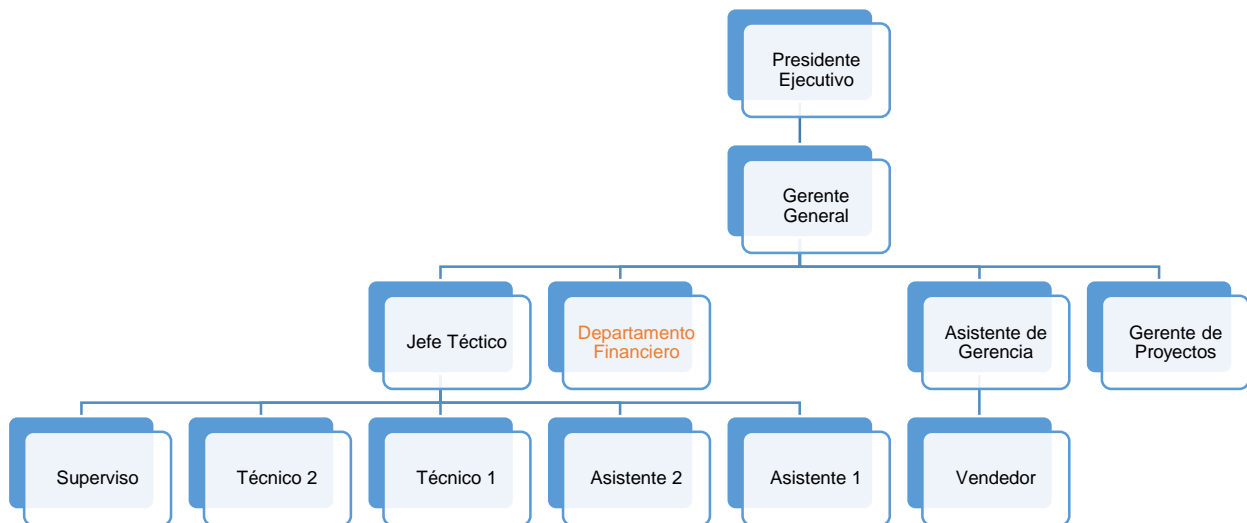 Presidente
Ejecutivo
Gerente
General
Jefe Téctico
Departamento
Financiero
Asistente de
Gerencia
Gerente de
Proyectos
Superviso
Técnico 2
Técnico 1
Asistente 2
Asistente 1
Vendedor